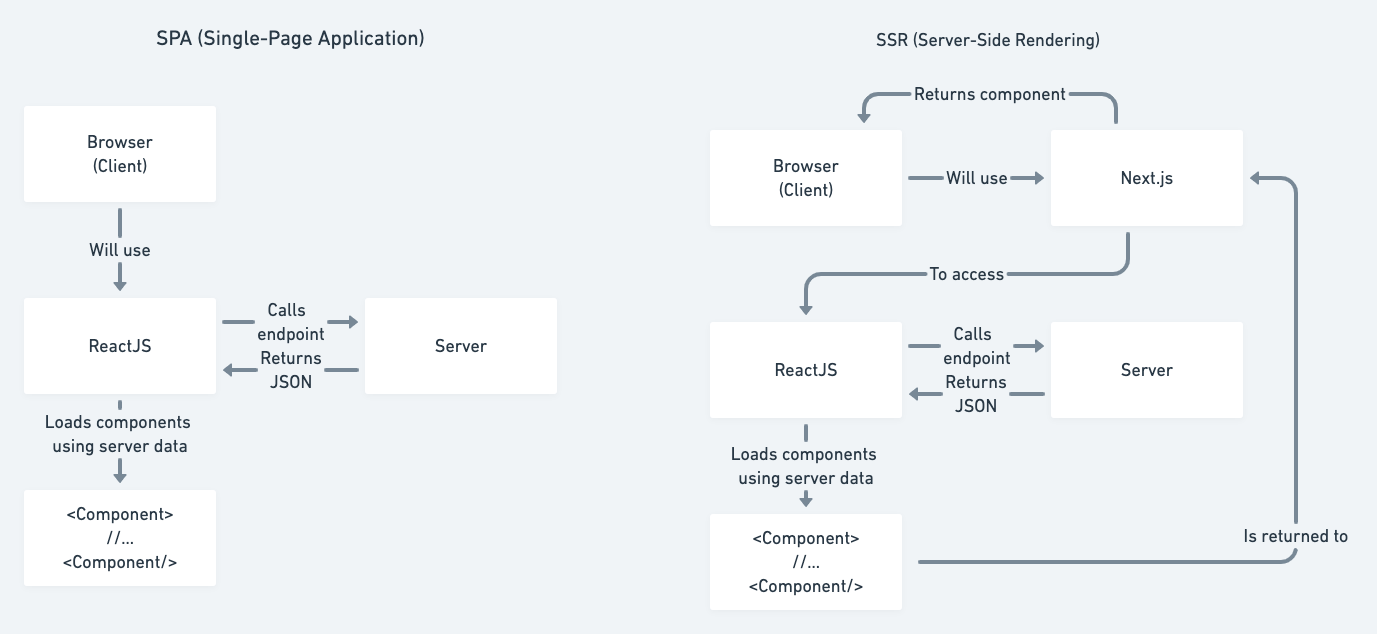 SPA (Single-Page Application)
Browser
(Client)
Will use
ReactJS
Calls
endpoint
Returns
JSON
Server
Loads components
using server data
<Component>
//...
<Component/>
SSR (Server-Side Rendering)
Returns component
Browser
(Client)
Will use
Next.js
To access
ReactJS
Calls
endpoint
Returns
JSON
Server
Loads components
using server data
<Component>
//...
<Component/>
Is returned to